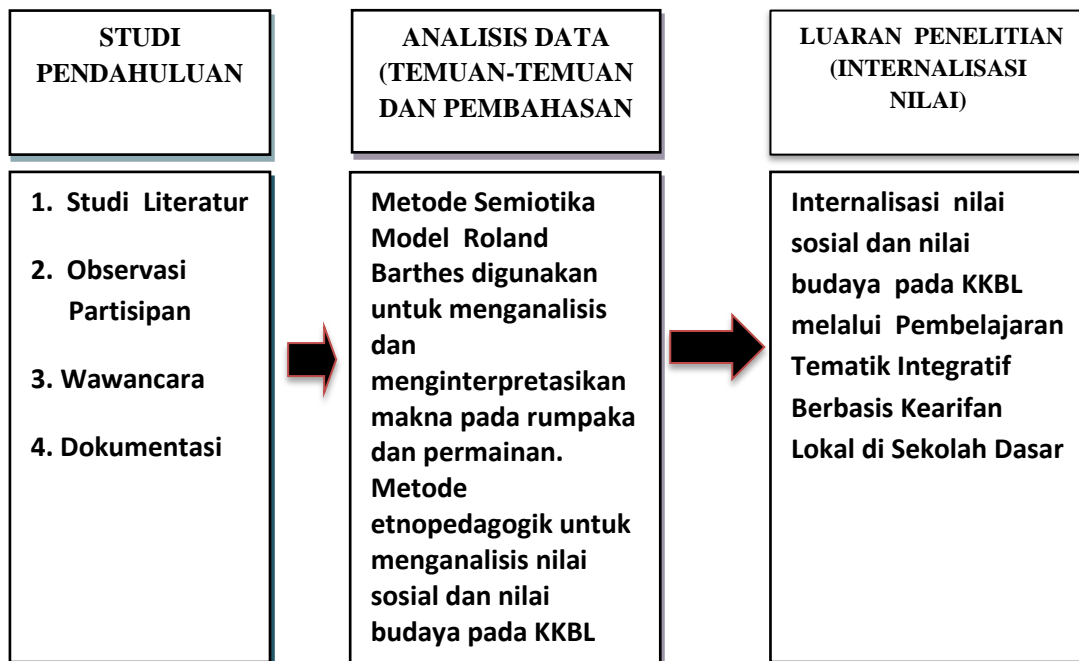 STUDI
PENDAHULUAN
1. Studi Literatur
2. Observasi
Partisipan
3. Wawancara
4. Dokumentasi
ANALISIS DATA
(TEMUAN-TEMUAN
DAN PEMBAHASAN
Metode Semiotika
Model Roland
Barthes digunakan
untuk menganalisis
dan
menginterpretasikan
makna pada rumpaka
dan permainan.
Metode
etnopedagogik untuk
menganalisis nilai
sosial dan nilai
budaya pada KKBL
LUARAN PENELITIAN
(INTERNALISASI
NILAI)
Internalisasi nilai
sosial dan nilai
budaya pada KKBL
melalui Pembelajaran
Tematik Integratif
Berbasis Kearifan
Lokal di Sekolah Dasar